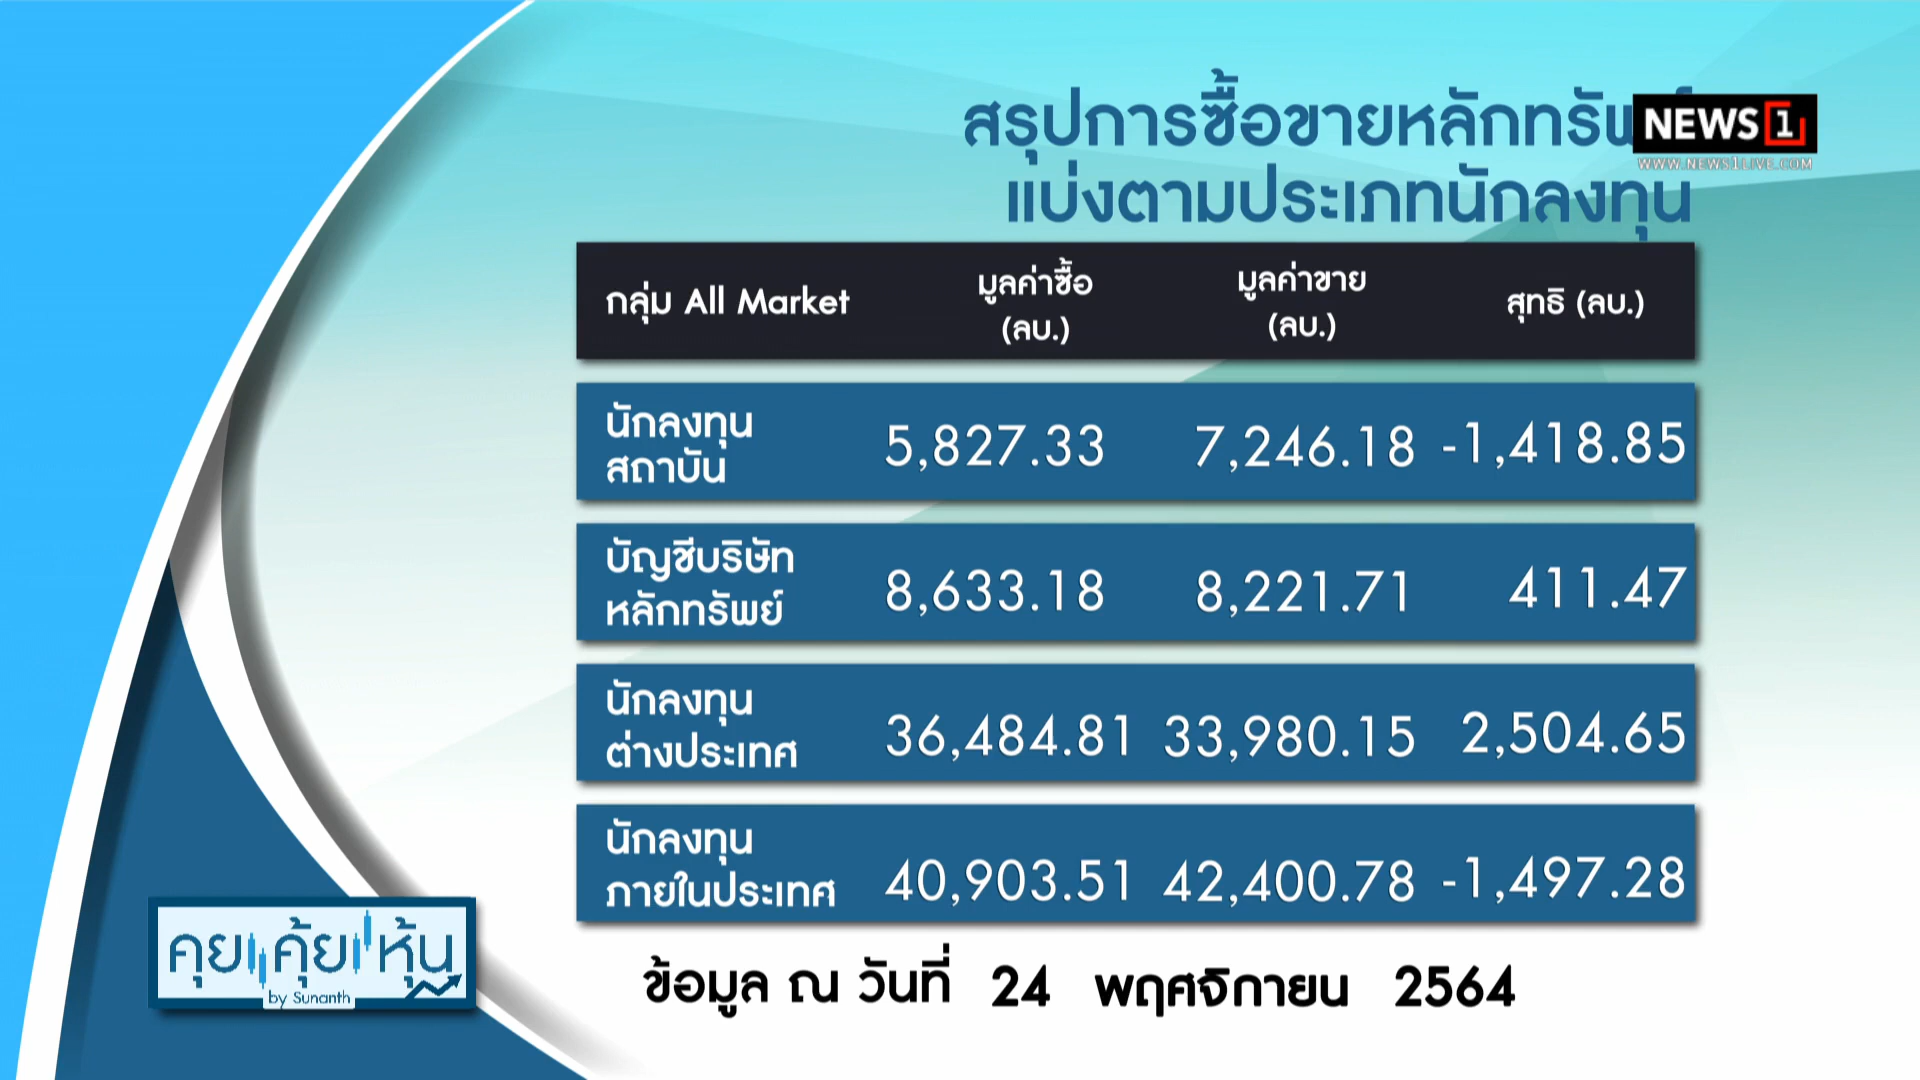 สรุปการซื้อขายหลักทรัพย์
NEWS 1
WWW.NEWS1LIVE.COM
แบ่งตามประเภทนักลงทุน
กลุ่ม All Market มูลค่าซื้อ (ลบ.) มูลค่าขาย (ลบ.) สุทธิ (ลบ.)
นักลงทุน
สถาบัน 5,827.33 7,246.18 -1,418.85
บัญชีบริษัท
หลักทรัพย์ 8,633.18 8,221.71 411.47
นักลงทุน
ต่างประเทศ 36,484.81 33,980.15 2,504.65
นักลงทุน
ภายในประเทศ 40,903.51 42,400.78 -1,497.28
คุย คุ้ย หุ้น
by Sunanth
ข้อมูล ณ วันที่ 24 พฤศจิกายน 2564